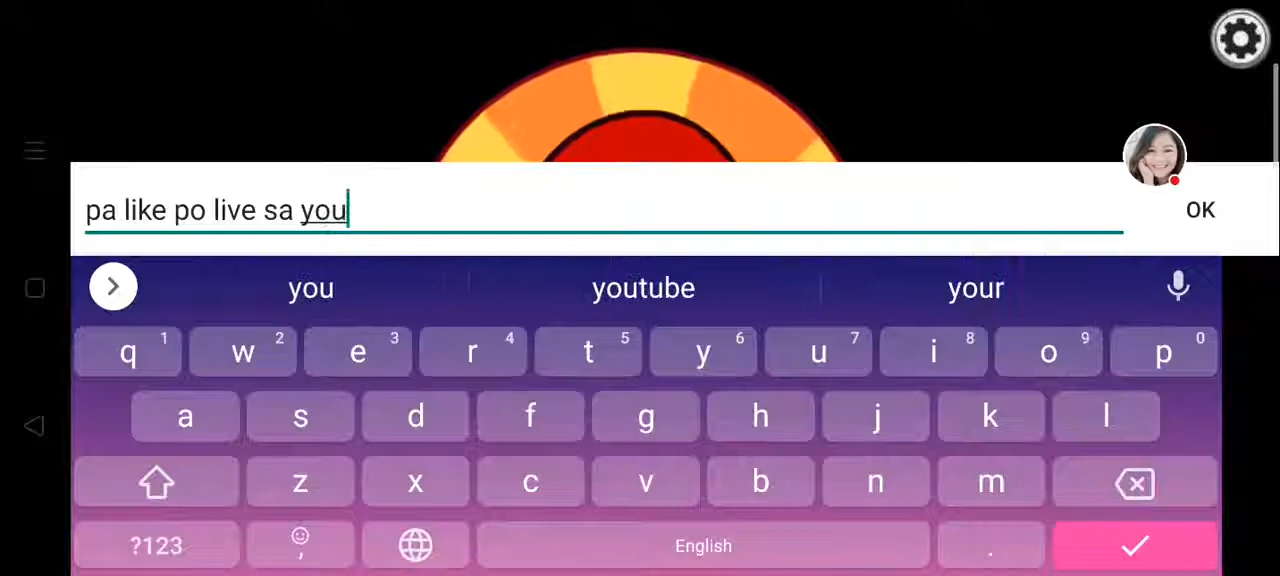 pa like po live sa you
OK
you youtube your
q 1 w 2 e 3 r 4 t 5 y 6 u 7 i 8 o 9 p 0
a s d f g h j k l
z x c v b n m
?123 , English .